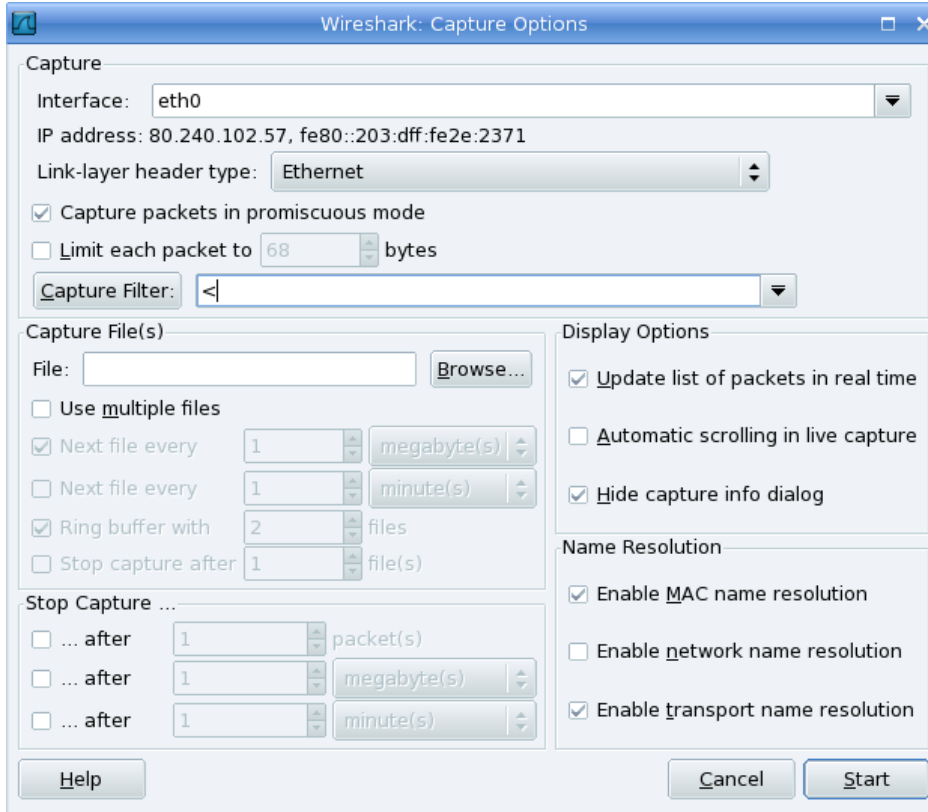 Wireshark: Capture Options
Capture
Interface: eth0
IP address: 80.240.102.57, fe80::203:dff:fe2e:2371
Link-layer header type: Ethernet
Capture packets in promiscuous mode
Limit each packet to 68 bytes
Capture Filter: <
Capture File(s)
File: Browse...
Use multiple files
Next file every 1 megabyte(s)
Next file every 1 minute(s)
Ring buffer with 2 files
Stop capture after 1 file(s)
Stop Capture ...
... after 1 packet(s)
... after 1 megabyte(s)
... after 1 minute(s)
Display Options
Update list of packets in real time
Automatic scrolling in live capture
Hide capture info dialog
Name Resolution
Enable MAC name resolution
Enable network name resolution
Enable transport name resolution
Help Cancel Start